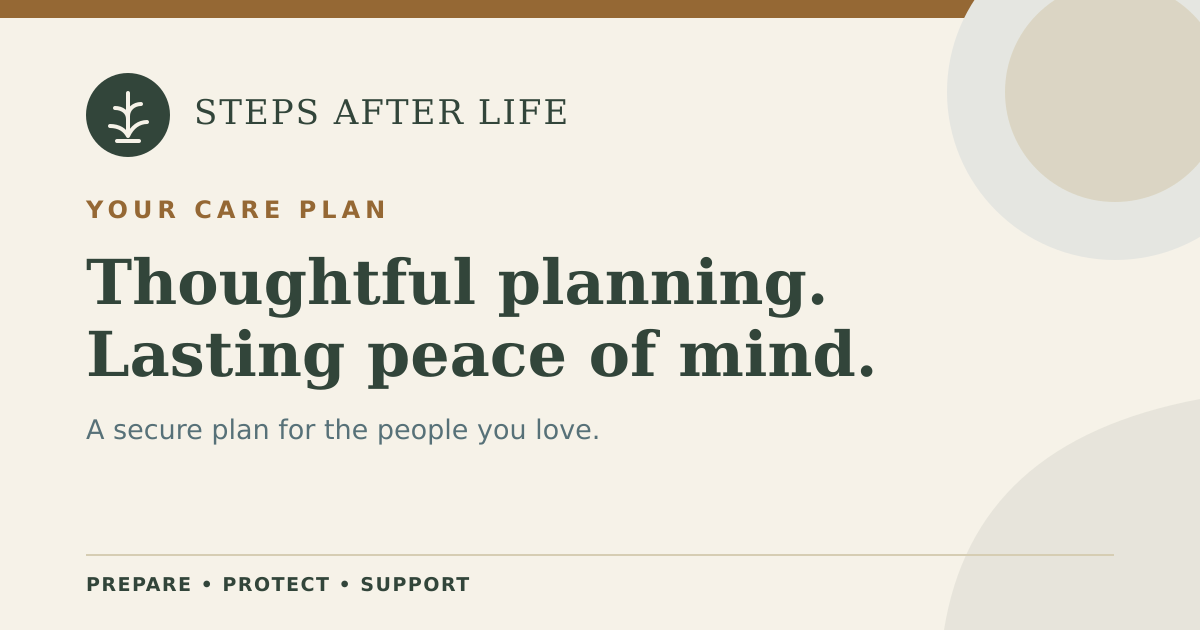 STEPS AFTER LIFE
YOUR CARE PLAN
Thoughtful planning.
Lasting peace of mind.
A secure plan for the people you love.
PREPARE • PROTECT • SUPPORT